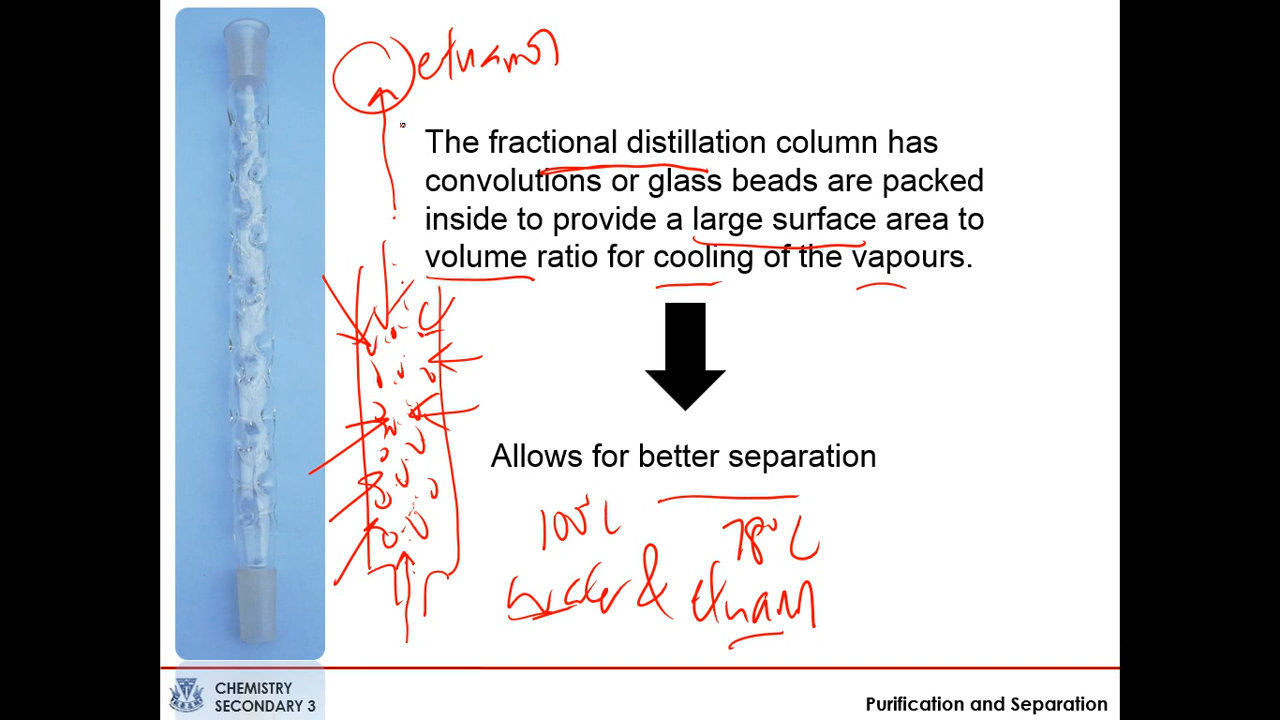 ethanol
The fractional distillation column has
convolutions or glass beads are packed
inside to provide a large surface area to
volume ratio for cooling of the vapours.
Allows for better separation
100°C 78°C
water & ethanol
CHEMISTRY
SECONDARY 3
Purification and Separation